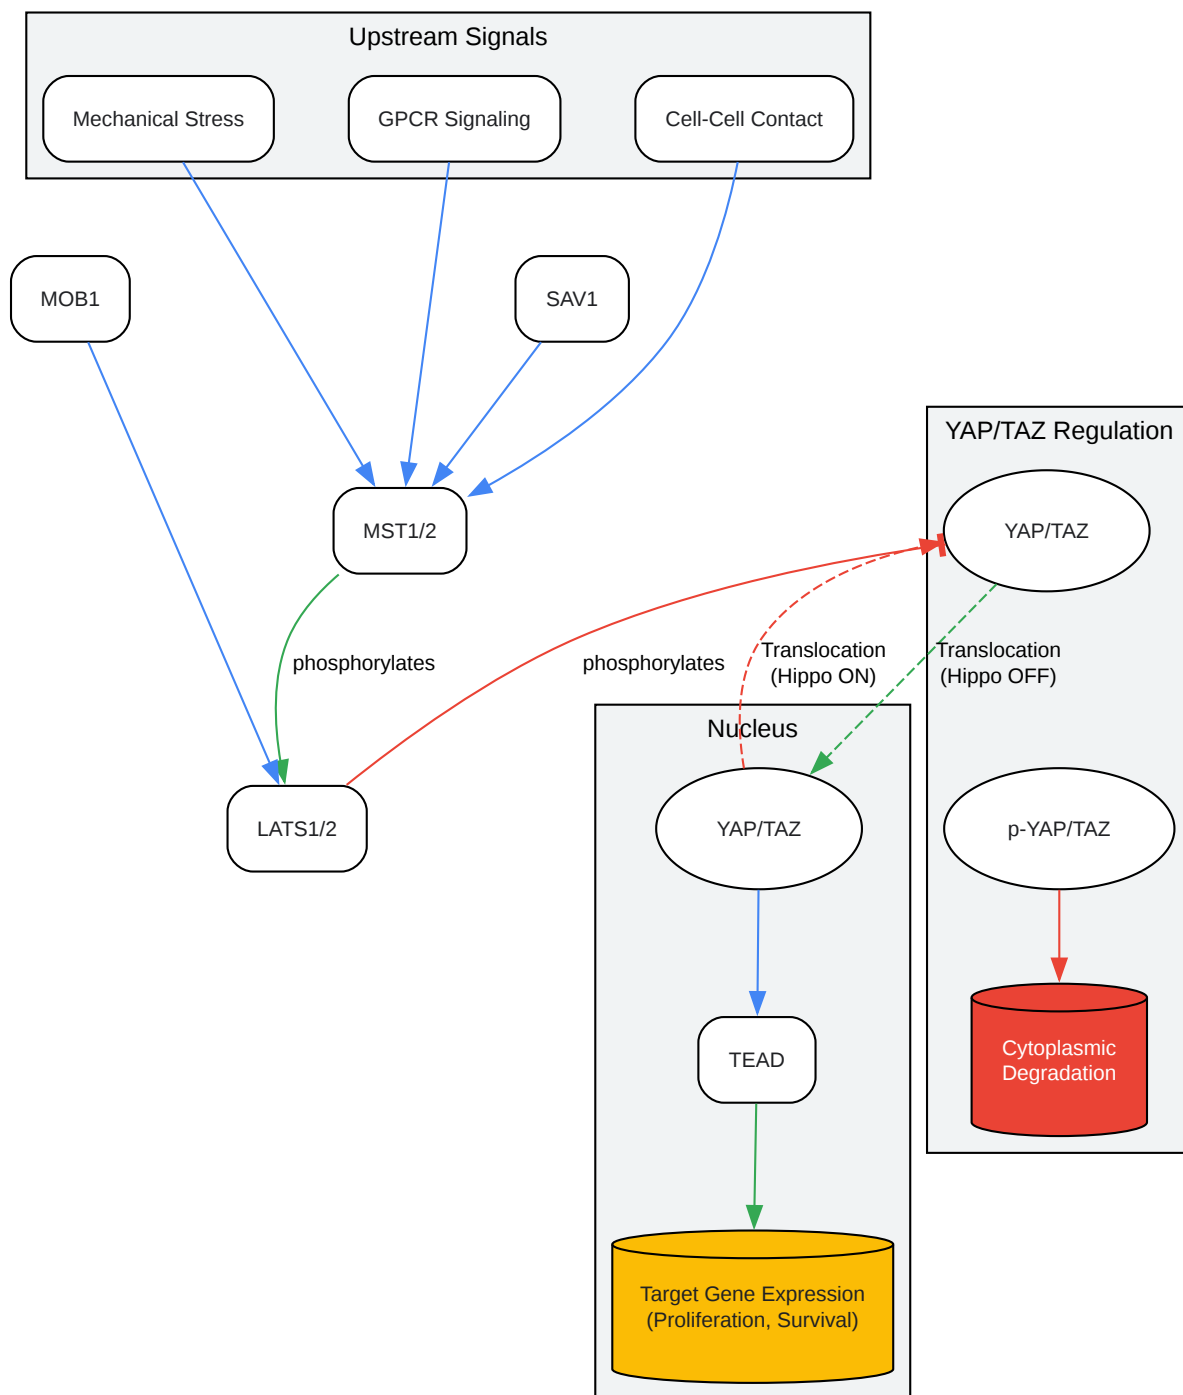 Upstream Signals
Mechanical Stress
GPCR Signaling
Cell-Cell Contact
MOB1
SAV1
YAP/TAZ Regulation
MST1/2
YAP/TAZ
phosphorylates
phosphorylates
Translocation
(Hippo ON)
Translocation
(Hippo OFF)
Nucleus
LATS1/2
YAP/TAZ
p-YAP/TAZ
TEAD
Cytoplasmic
Degradation
Target Gene Expression
(Proliferation, Survival)